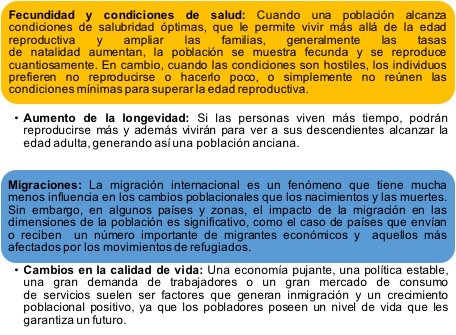 Fecundidad y condiciones de salud: Cuando una población alcanza
condiciones de salubridad óptimas, que le permite vivir más allá de la edad
reproductiva y ampliar las familias, generalmente las tasas
de natalidad aumentan, la población se muestra fecunda y se reproduce
cuantiosamente. En cambio, cuando las condiciones son hostiles, los individuos
prefieren no reproducirse o hacerlo poco, o simplemente no reúnen las
condiciones mínimas para superar la edad reproductiva.
• Aumento de la longevidad: Si las personas viven más tiempo, podrán
reproducirse más y además vivirán para ver a sus descendientes alcanzar la
edad adulta, generando así una población anciana.
Migraciones: La migración internacional es un fenómeno que tiene mucha
menos influencia en los cambios poblacionales que los nacimientos y las muertes.
Sin embargo, en algunos países y zonas, el impacto de la migración en las
dimensiones de la población es significativo, como el caso de países que envían
o reciben un número importante de migrantes económicos y aquellos más
afectados por los movimientos de refugiados.
• Cambios en la calidad de vida: Una economía pujante, una política estable,
una gran demanda de trabajadores o un gran mercado de consumo
de servicios suelen ser factores que generan inmigración y un crecimiento
poblacional positivo, ya que los pobladores poseen un nivel de vida que les
garantiza un futuro.